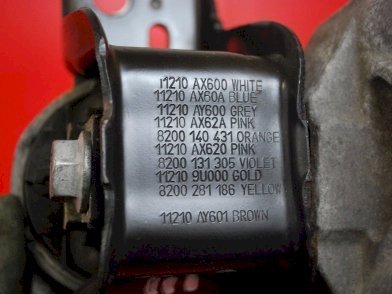 11210 AX600 WHITE
11210 AX60A BLUE
11210 AY600 GREY
11210 AX62A PINK
8200 140 431 ORANGE
11210 AX620 PINK
8200 131 305 VIOLET
11210 9U000 GOLD
8200 281 186 YELLOW
11210 AY601 BROWN